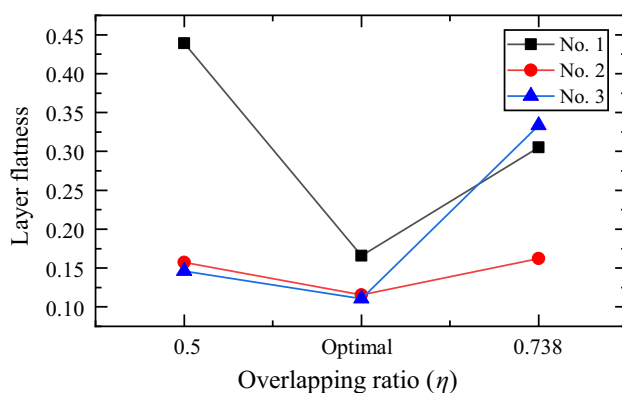 0.45
0.40
0.35
0.30
0.25
0.20
0.15
0.10
Layer flatness
No. 1
No. 2
No. 3
0.5
Optimal
0.738
Overlapping ratio (η)